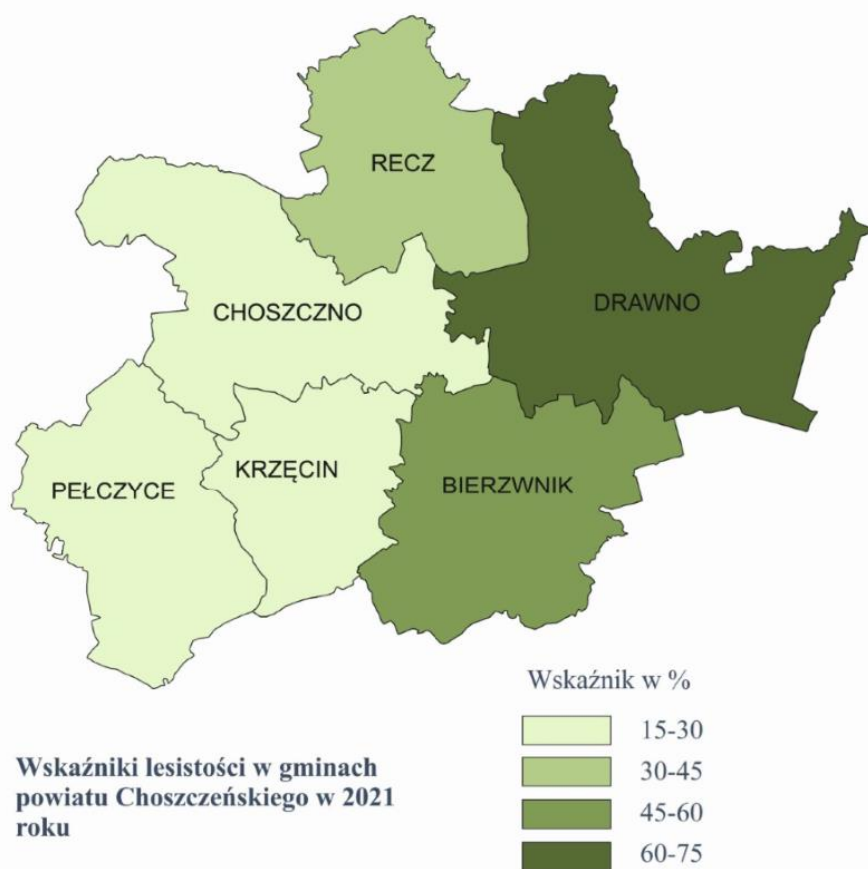 RECZ
DRAWNO
CHOSZCZNO
KRZĘCIN
PEŁCZYCE
BIERZWNIK
Wskaźnik w %
15-30
30-45
45-60
60-75
Wskaźniki lesistości w gminach
powiatu Choszczeńskiego w 2021
roku